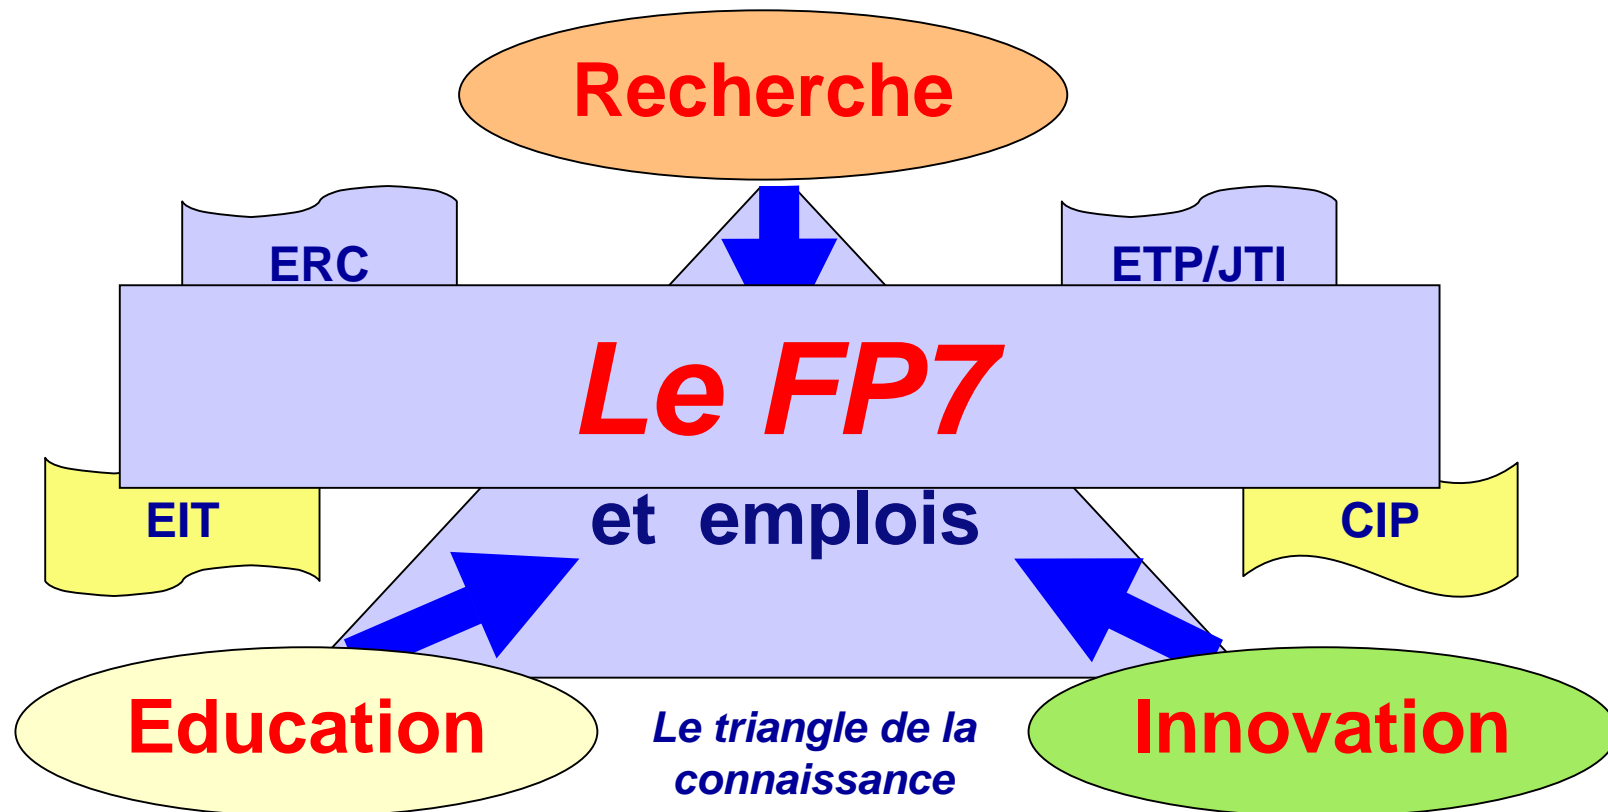 Recherche
ERC
ETP/JTI
Le FP7
EIT
et emplois
CIP
Education
Le triangle de la
connaissance
Innovation